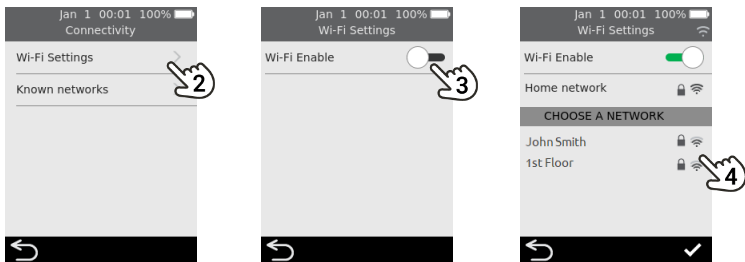 Jan 1 00:01 100%
Connectivity
Wi-Fi Settings
2
Known networks
Jan 1 00:01 100%
Wi-Fi Settings
Wi-Fi Enable
3
Jan 1 00:01 100%
Wi-Fi Settings
Wi-Fi Enable
Home network
CHOOSE A NETWORK
John Smith
1st Floor
4